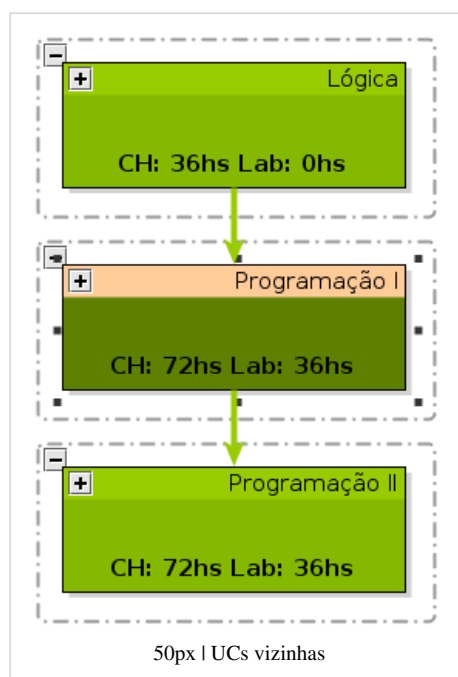 Lógica
CH: 36hs Lab: 0hs
Programação I
CH: 72hs Lab: 36hs
Programação II
CH: 72hs Lab: 36hs
50px | UCs vizinhas